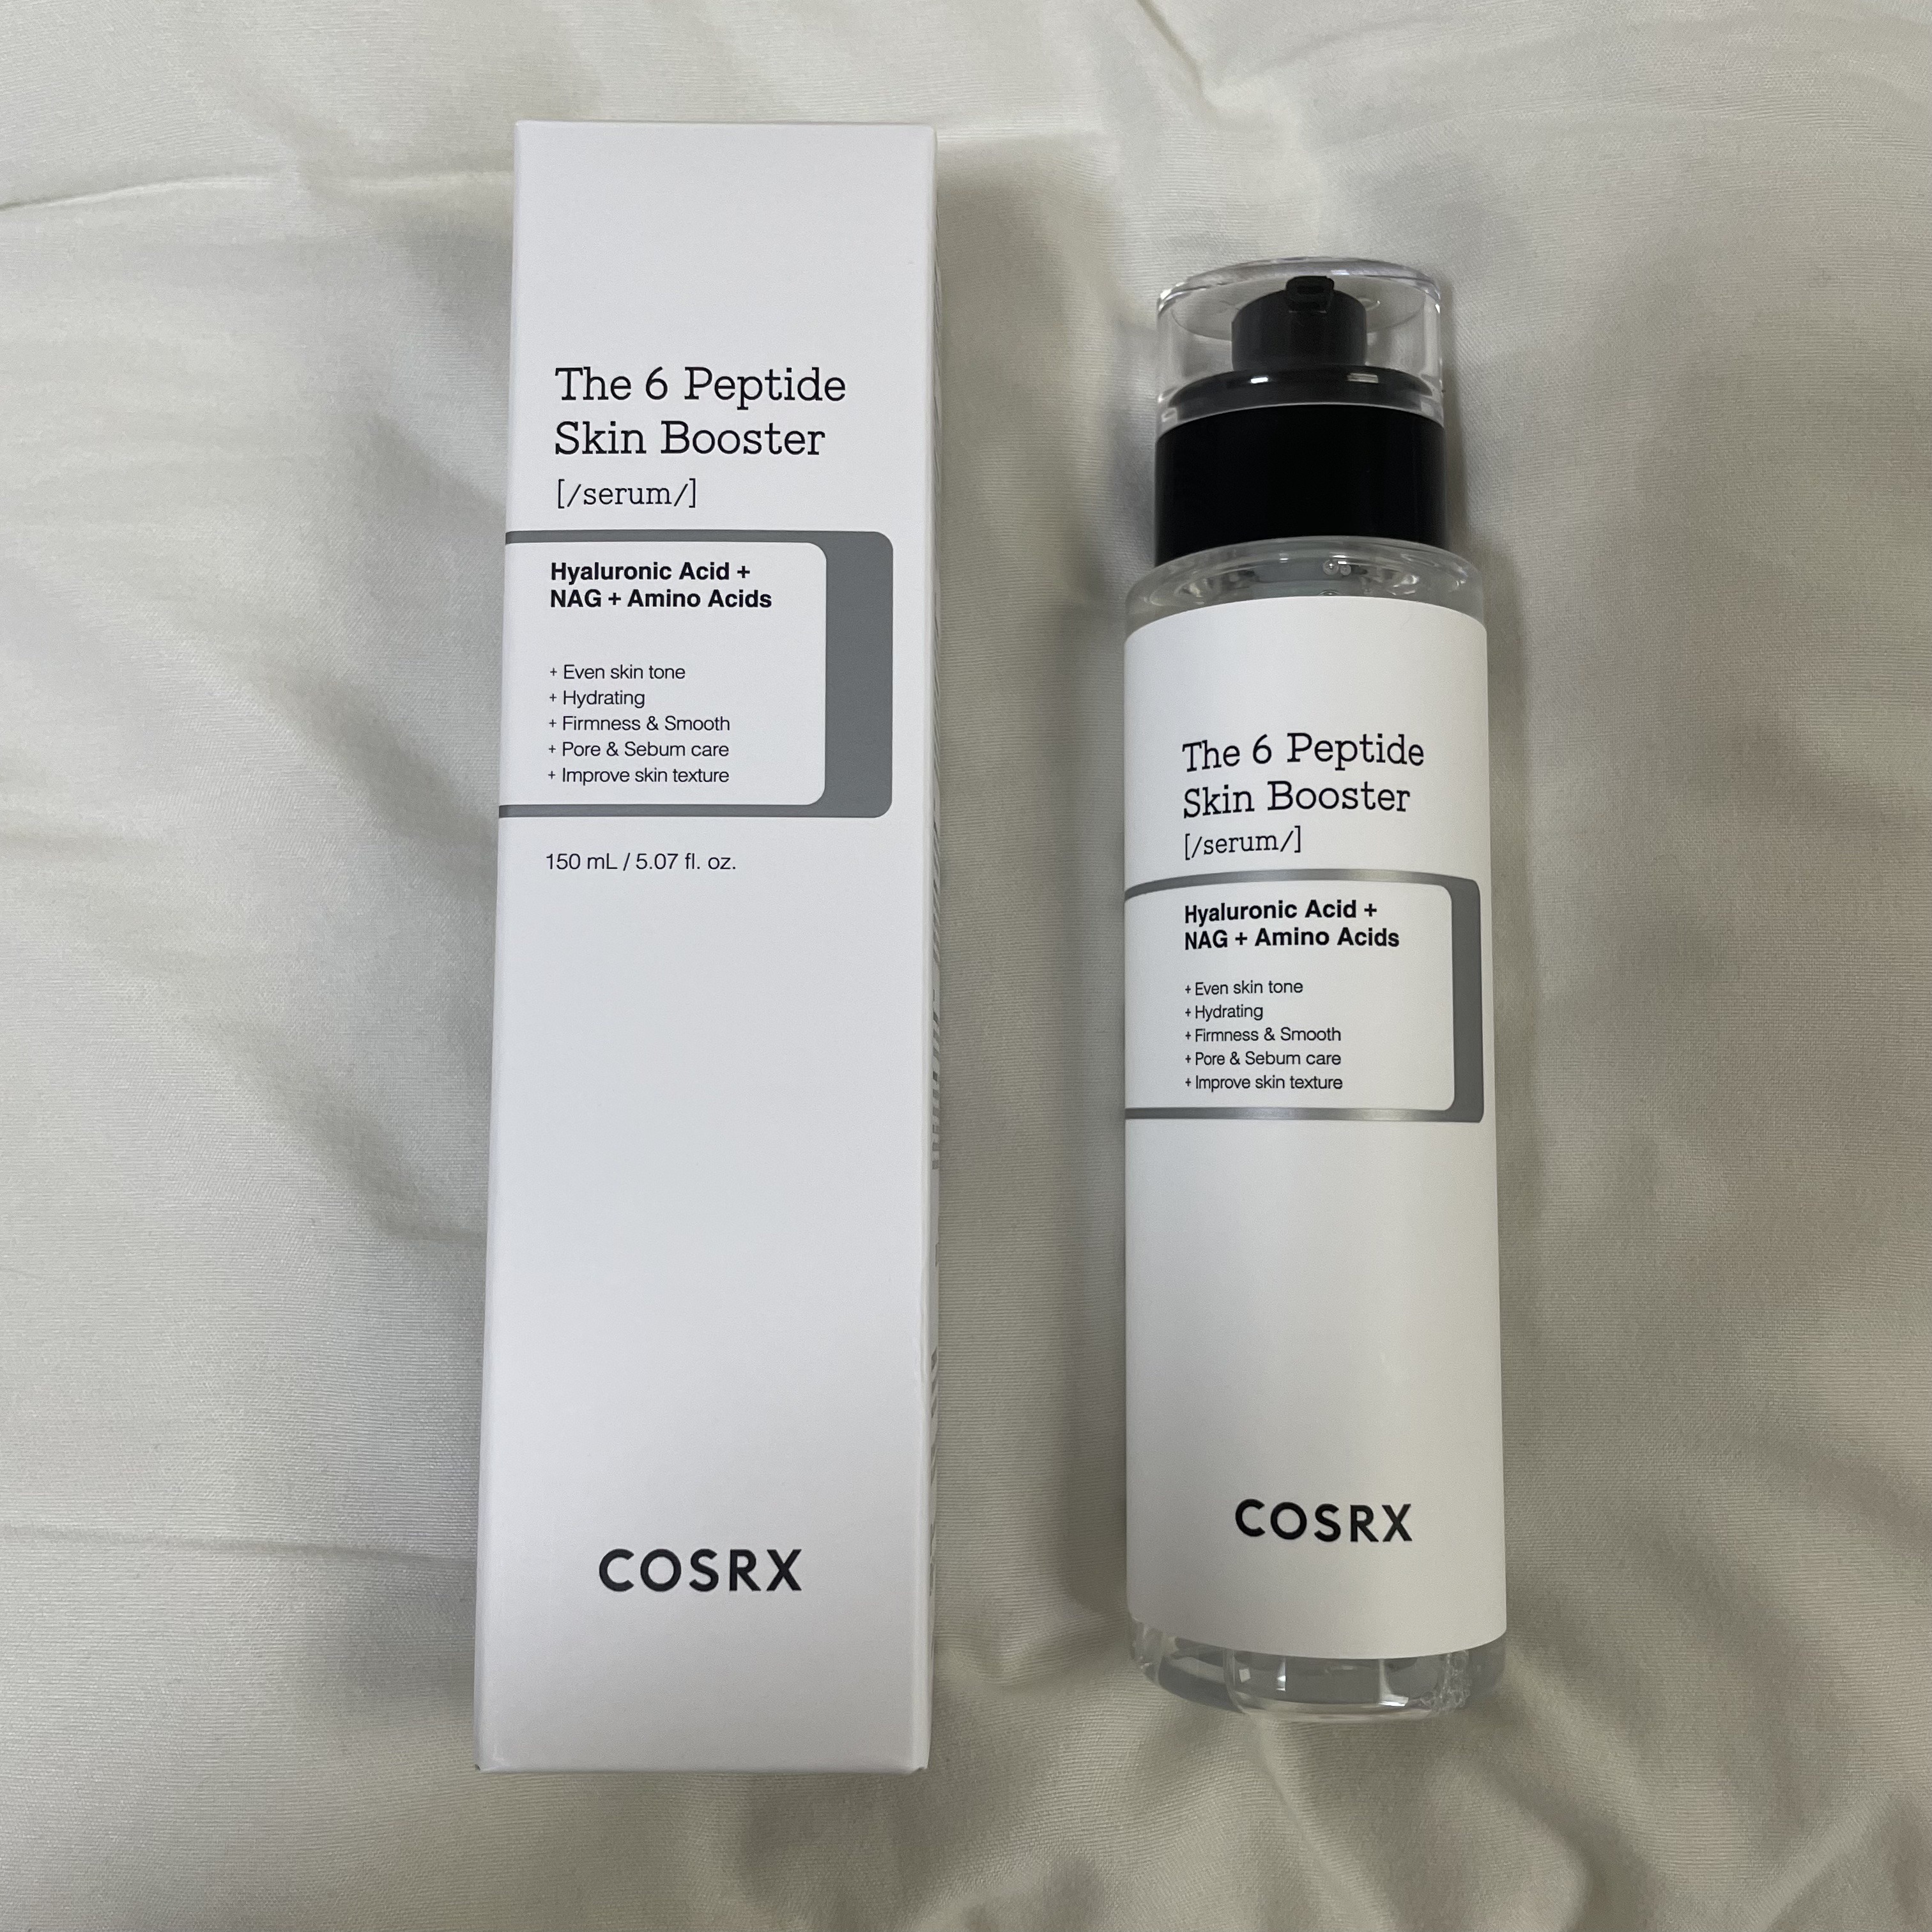 The 6 Peptide
Skin Booster
[/serum/]
Hyaluronic Acid +
NAG + Amino Acids
+ Even skin tone
+ Hydrating
+ Firmness & Smooth
+ Pore & Sebum care
+ Improve skin texture
150 mL / 5.07 fl. oz.
COSRX
The 6 Peptide
Skin Booster
[/serum/]
Hyaluronic Acid +
NAG + Amino Acids
+ Even skin tone
+ Hydrating
+ Firmness & Smooth
+ Pore & Sebum care
+ Improve skin texture
COSRX